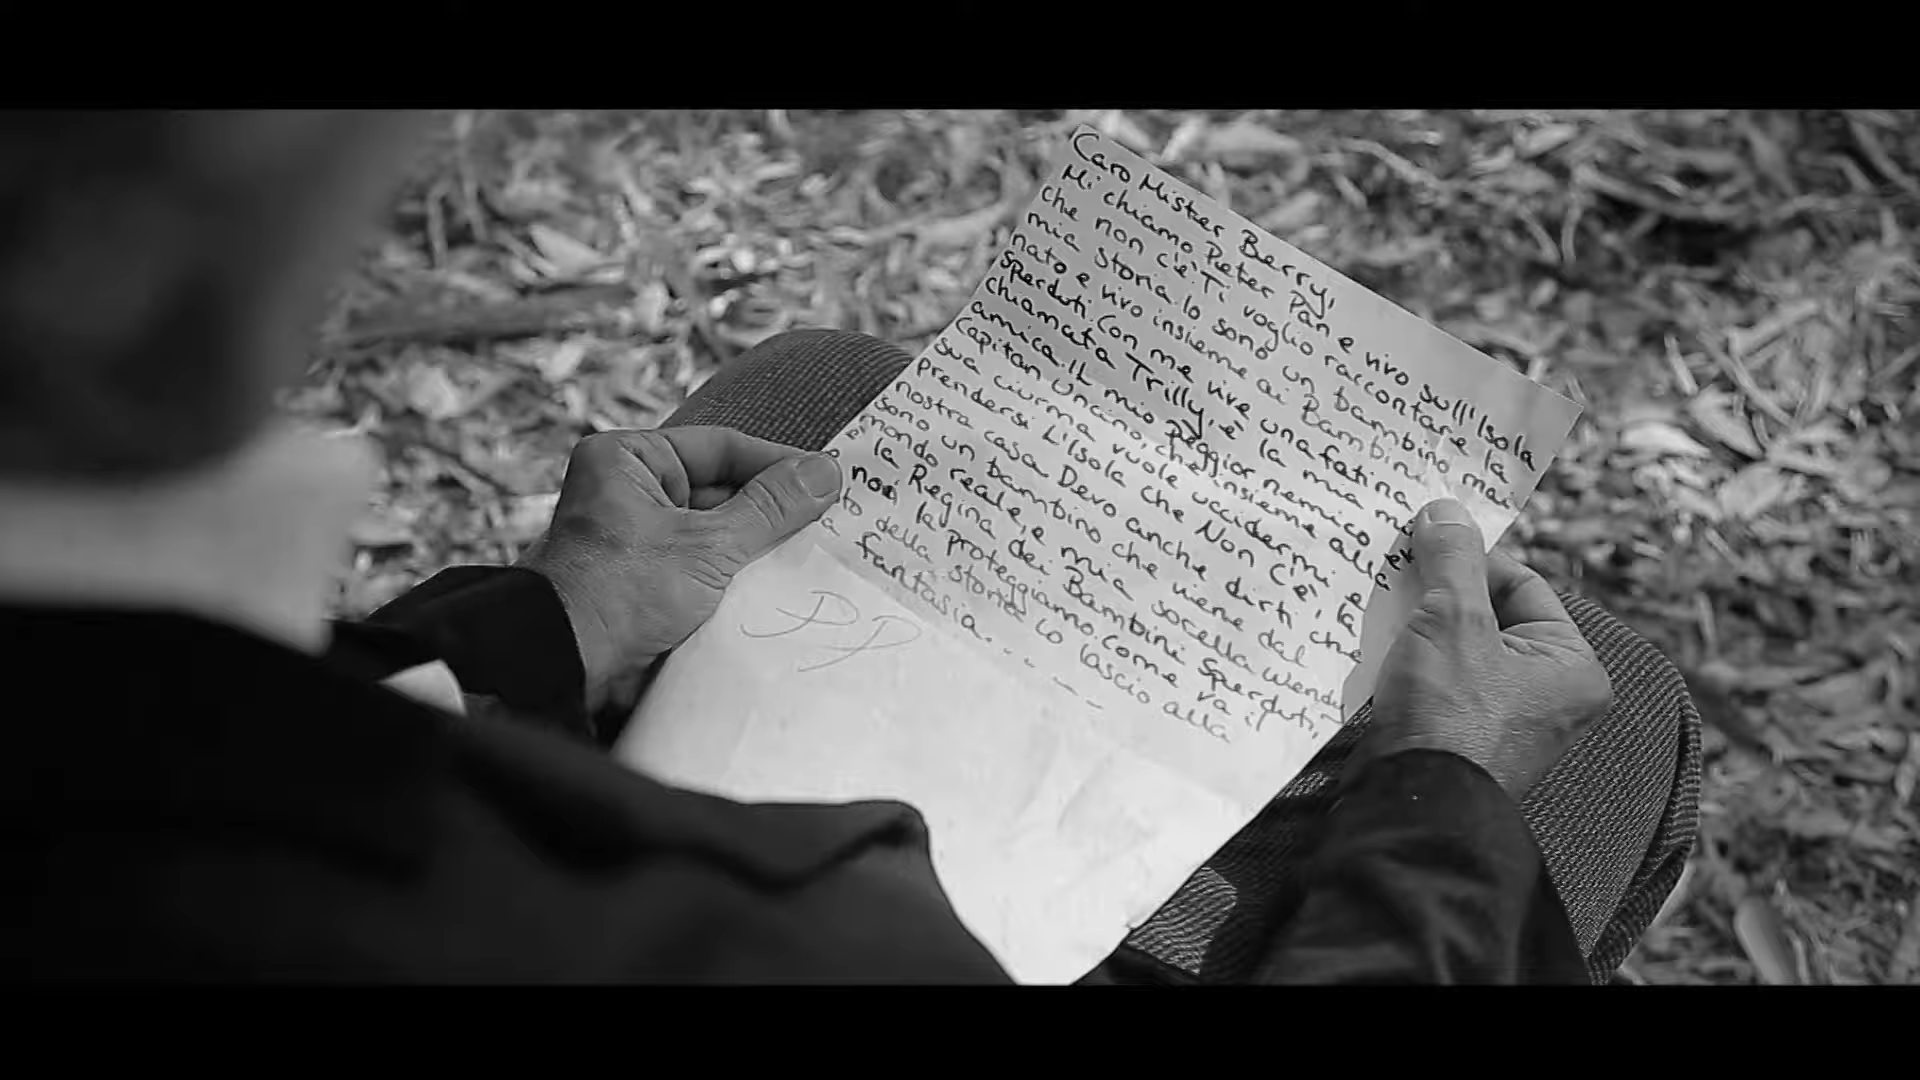 Caro Mister Berry,
Mi chiamo Peter Pan e vivo sull'Isola
che non c'è. Ti voglio raccontare la
mia storia. Io sono un bambino mai
nato e vivo insieme ai Bambini
sperduti. Con me vive una fatina
chiamata Trilly, è la mia
amica. Il mio peggior nemico è
Capitan Uncino, che insieme alla
sua ciurma vuole uccidermi e
prendersi L'Isola che Non C'è, la
nostra casa. Devo anche dirti che
sono un bambino che viene dal
mondo reale, e mia sorella Wendy
è la Regina dei Bambini Sperduti,
e noi la proteggiamo. Come va il
della storia lo lascio alla
fantasia.....
PP